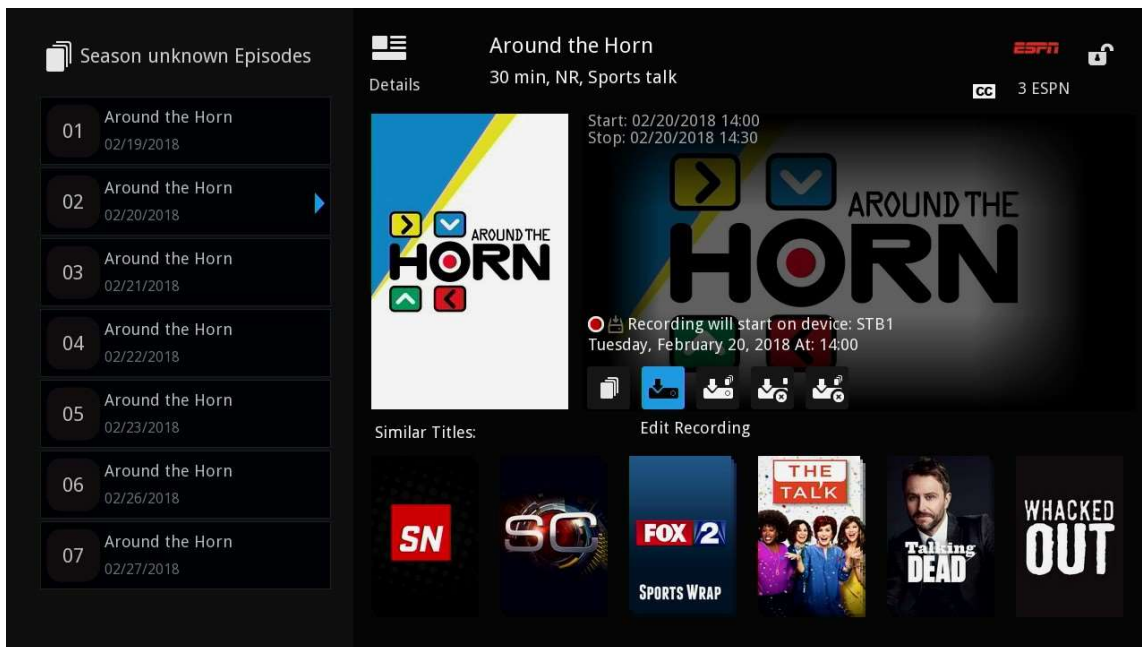 Season unknown Episodes
01
Around the Horn
02/19/2018
02
Around the Horn
02/20/2018
03
Around the Horn
02/21/2018
04
Around the Horn
02/22/2018
05
Around the Horn
02/23/2018
06
Around the Horn
02/26/2018
07
Around the Horn
02/27/2018
Details
Around the Horn
30 min, NR, Sports talk
ESPN
CC
3 ESPN
AROUND THE
HORN
Start: 02/20/2018 14:00
Stop: 02/20/2018 14:30
AROUND THE
HORN
Recording will start on device: STB1
Tuesday, February 20, 2018 At: 14:00
Edit Recording
Similar Titles:
SN
SC
FOX 2
SPORTS WRAP
THE
TALK
Talking
DEAD
WHACKED
OUT